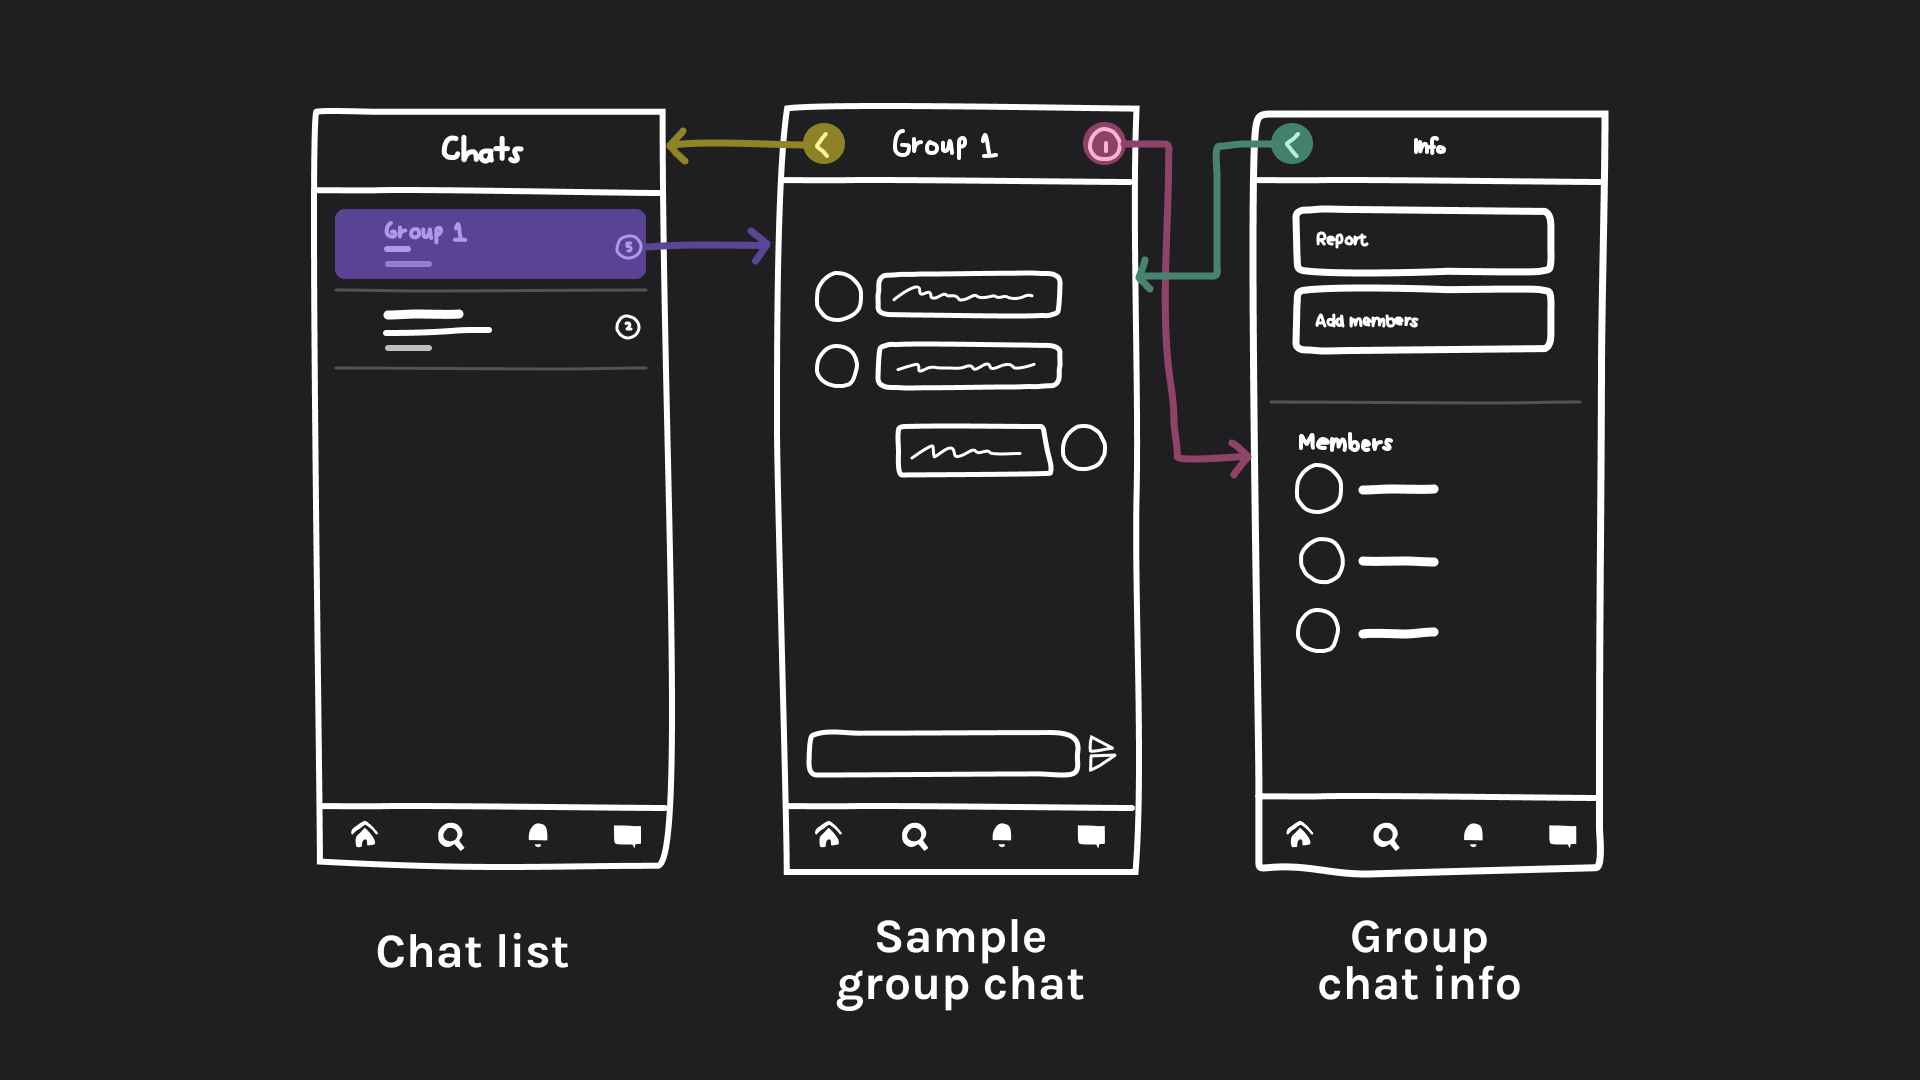 Chats
Group 1
5
2
Group 1
Info
Report
Add members
Members
Chat list
Sample
group chat
Group
chat info